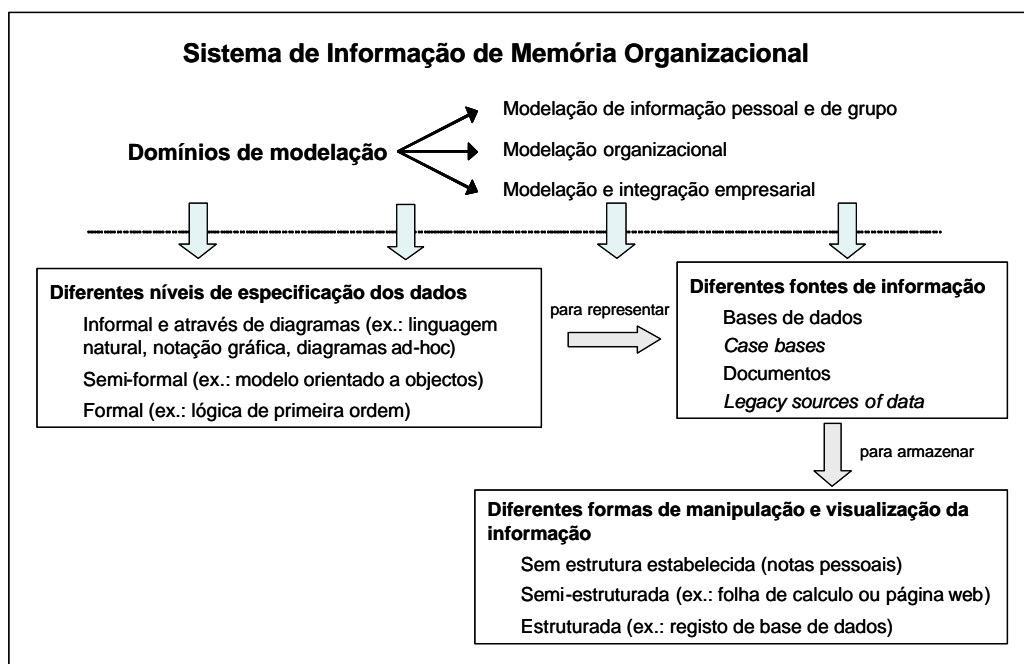 Sistema de Informação de Memória Organizacional
Domínios de modelação
Modelação de informação pessoal e de grupo
Modelação organizacional
Modelação e integração empresarial
Diferentes níveis de especificação dos dados
Informal e através de diagramas (ex.: linguagem
natural, notação gráfica, diagramas ad-hoc)
Semi-formal (ex.: modelo orientado a objectos)
Formal (ex.: lógica de primeira ordem)
para representar
Diferentes fontes de informação
Bases de dados
Case bases
Documentos
Legacy sources of data
para armazenar
Diferentes formas de manipulação e visualização da
informação
Sem estrutura estabelecida (notas pessoais)
Semi-estruturada (ex.: folha de calculo ou página web)
Estruturada (ex.: registo de base de dados)